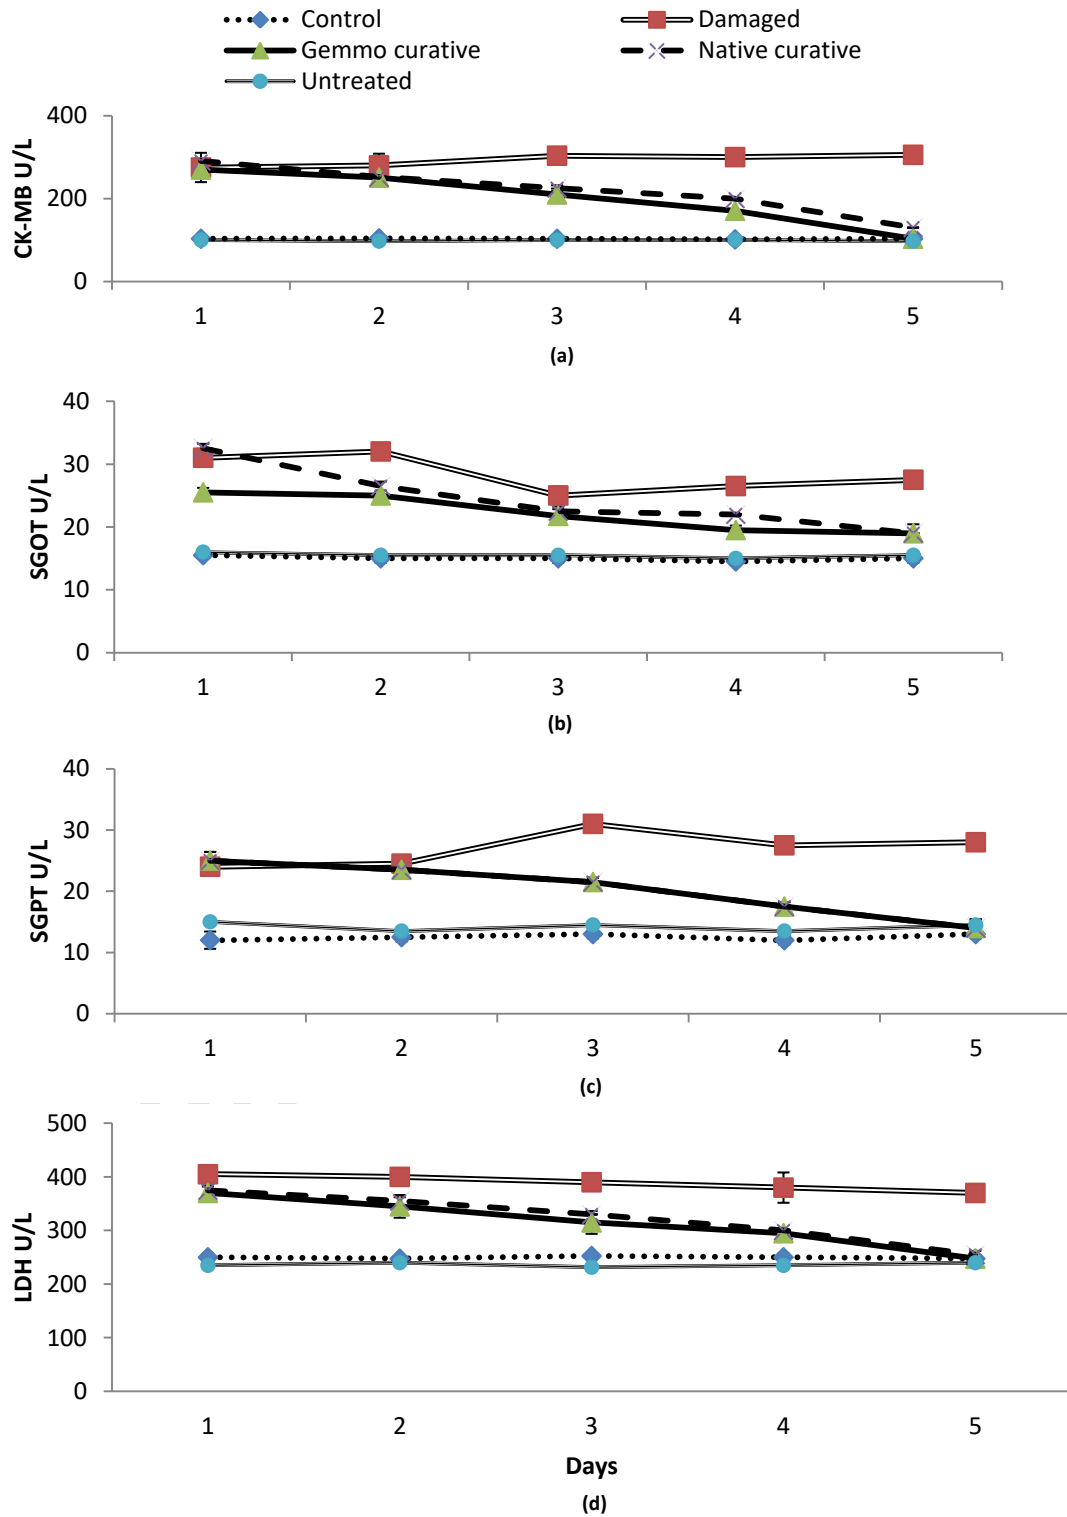 Control Damaged
Gemmo curative Native curative
Untreated
400
200
0
CK-MB U/L
1 2 3 4 5
(a)
40
30
20
10
0
SGOT U/L
1 2 3 4 5
(b)
40
30
20
10
0
SGPT U/L
1 2 3 4 5
(c)
500
400
300
200
100
0
LDH U/L
1 2 3 4 5
Days
(d)